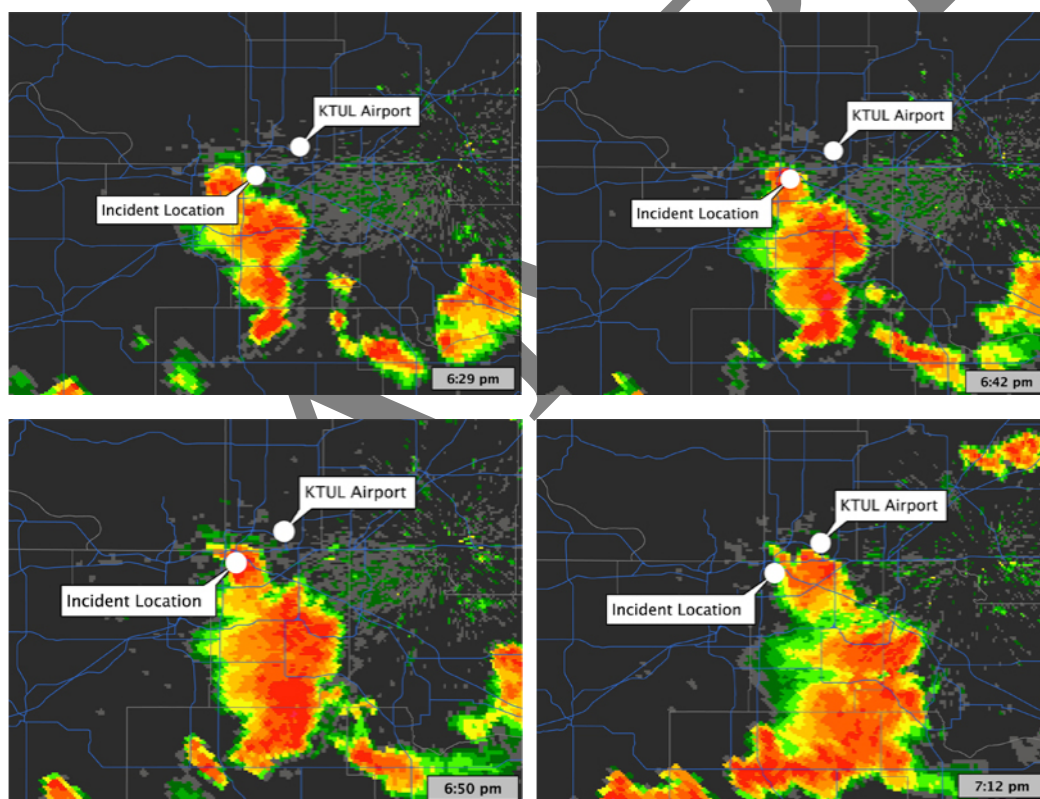 KTUL Airport
Incident Location
6:29 pm
KTUL Airport
Incident Location
6:42 pm
KTUL Airport
Incident Location
6:50 pm
KTUL Airport
Incident Location
7:12 pm